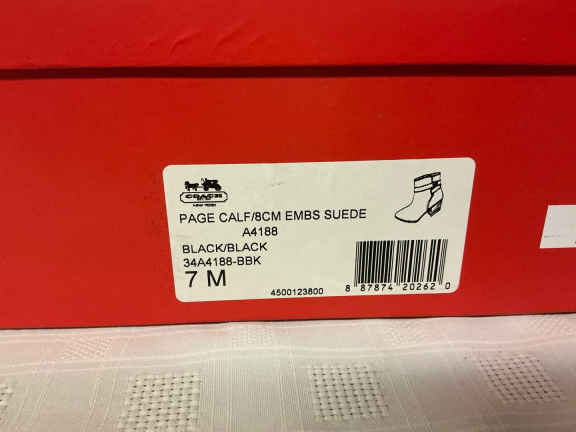 COACH
NEW YORK
PAGE CALF/8CM EMBS SUEDE
A4188
BLACK/BLACK
34A4188-BBK
7 M
4500123800
8 87874 20262 0